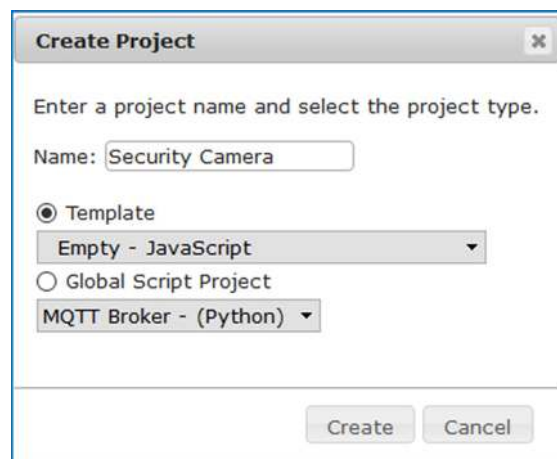 Create Project
Enter a project name and select the project type.
Name: Security Camera
Template
Empty - JavaScript
Global Script Project
MQTT Broker - (Python)
Create Cancel